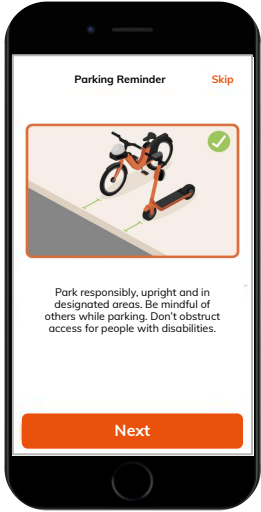 Parking Reminder
Skip
Park responsibly, upright and in
designated areas. Be mindful of
others while parking. Don't obstruct
access for people with disabilities.
Next